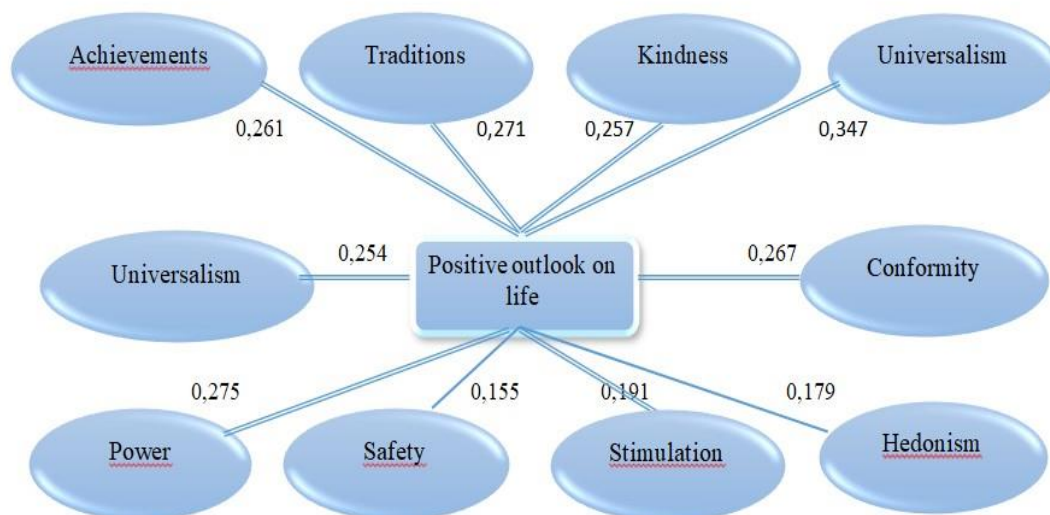 Achievements
Traditions
Kindness
Universalism
0,261
0,271
0,257
0,347
Universalism
0,254
Positive outlook on
life
0,267
Conformity
0,275
0,155
0,191
0,179
Power
Safety
Stimulation
Hedonism